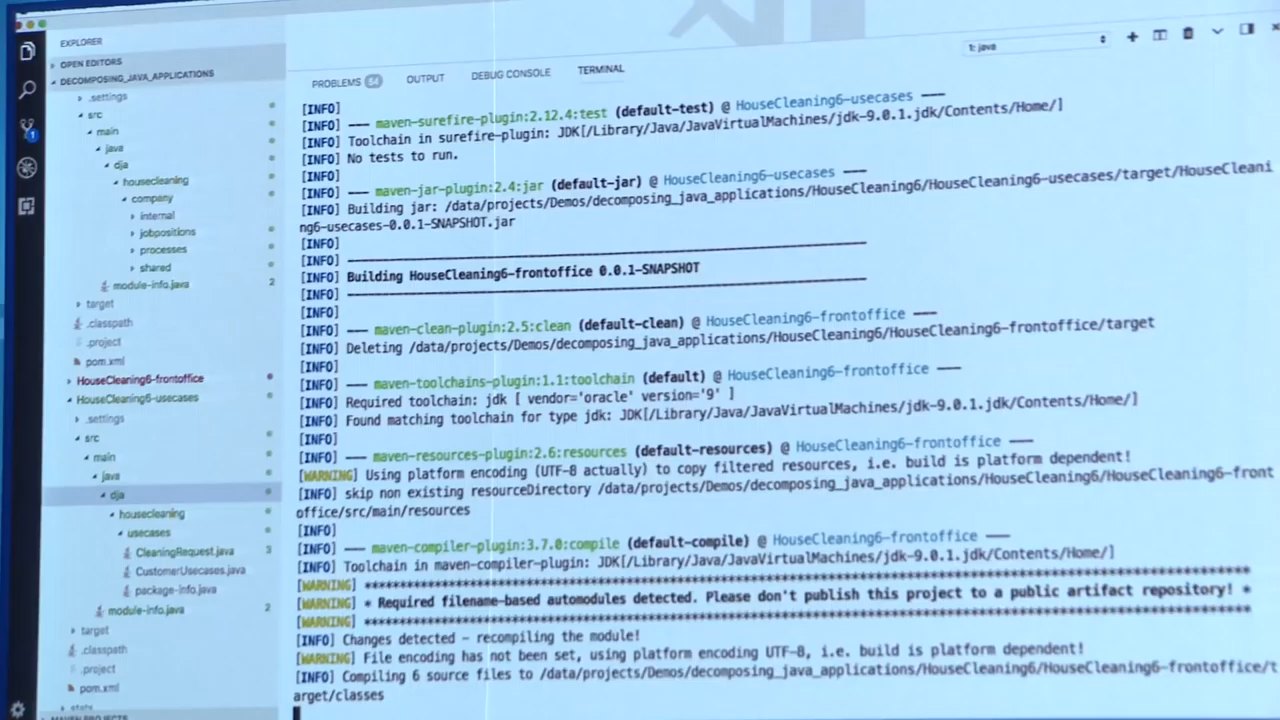 EXPLORER
OPEN EDITORS
DECOMPOSING_JAVA_APPLICATIONS
.settings
src
main
java
dja
housecleaning
company
internal
jobpositions
processes
shared
module-info.java 2
target
.classpath
.project
pom.xml
HouseCleaning6-frontoffice
HouseCleaning6-usecases
.settings
src
main
java
dja
housecleaning
usecases
CleaningRequest.java 3
CustomerUsecases.java
package-info.java
module-info.java 2
target
.classpath
.project
pom.xml
MAVEN PROJECTS
1
PROBLEMS 54 OUTPUT DEBUG CONSOLE TERMINAL
1: java
[INFO]
[INFO] --- maven-surefire-plugin:2.12.4:test (default-test) @ HouseCleaning6-usecases ---
[INFO] Toolchain in surefire-plugin: JDK[/Library/Java/JavaVirtualMachines/jdk-9.0.1.jdk/Contents/Home/]
[INFO] No tests to run.
[INFO]
[INFO] --- maven-jar-plugin:2.4:jar (default-jar) @ HouseCleaning6-usecases ---
[INFO] Building jar: /data/projects/Demos/decomposing_java_applications/HouseCleaning6/HouseCleaning6-usecases/target/HouseCleani
ng6-usecases-0.0.1-SNAPSHOT.jar
[INFO]
[INFO] ------------------------------------------------------------------------
[INFO] Building HouseCleaning6-frontoffice 0.0.1-SNAPSHOT
[INFO] ------------------------------------------------------------------------
[INFO]
[INFO] --- maven-clean-plugin:2.5:clean (default-clean) @ HouseCleaning6-frontoffice ---
[INFO] Deleting /data/projects/Demos/decomposing_java_applications/HouseCleaning6/HouseCleaning6-frontoffice/target
[INFO]
[INFO] --- maven-toolchains-plugin:1.1:toolchain (default) @ HouseCleaning6-frontoffice ---
[INFO] Required toolchain: jdk [ vendor='oracle' version='9' ]
[INFO] Found matching toolchain for type jdk: JDK[/Library/Java/JavaVirtualMachines/jdk-9.0.1.jdk/Contents/Home/]
[INFO]
[INFO] --- maven-resources-plugin:2.6:resources (default-resources) @ HouseCleaning6-frontoffice ---
[WARNING] Using platform encoding (UTF-8 actually) to copy filtered resources, i.e. build is platform dependent!
[INFO] skip non existing resourceDirectory /data/projects/Demos/decomposing_java_applications/HouseCleaning6/HouseCleaning6-front
office/src/main/resources
[INFO]
[INFO] --- maven-compiler-plugin:3.7.0:compile (default-compile) @ HouseCleaning6-frontoffice ---
[INFO] Toolchain in maven-compiler-plugin: JDK[/Library/Java/JavaVirtualMachines/jdk-9.0.1.jdk/Contents/Home/]
[WARNING] ********************************************************************************************************************
[WARNING] * Required filename-based automodules detected. Please don't publish this project to a public artifact repository! *
[WARNING] ********************************************************************************************************************
[INFO] Changes detected - recompiling the module!
[WARNING] File encoding has not been set, using platform encoding UTF-8, i.e. build is platform dependent!
[INFO] Compiling 6 source files to /data/projects/Demos/decomposing_java_applications/HouseCleaning6/HouseCleaning6-frontoffice/t
arget/classes